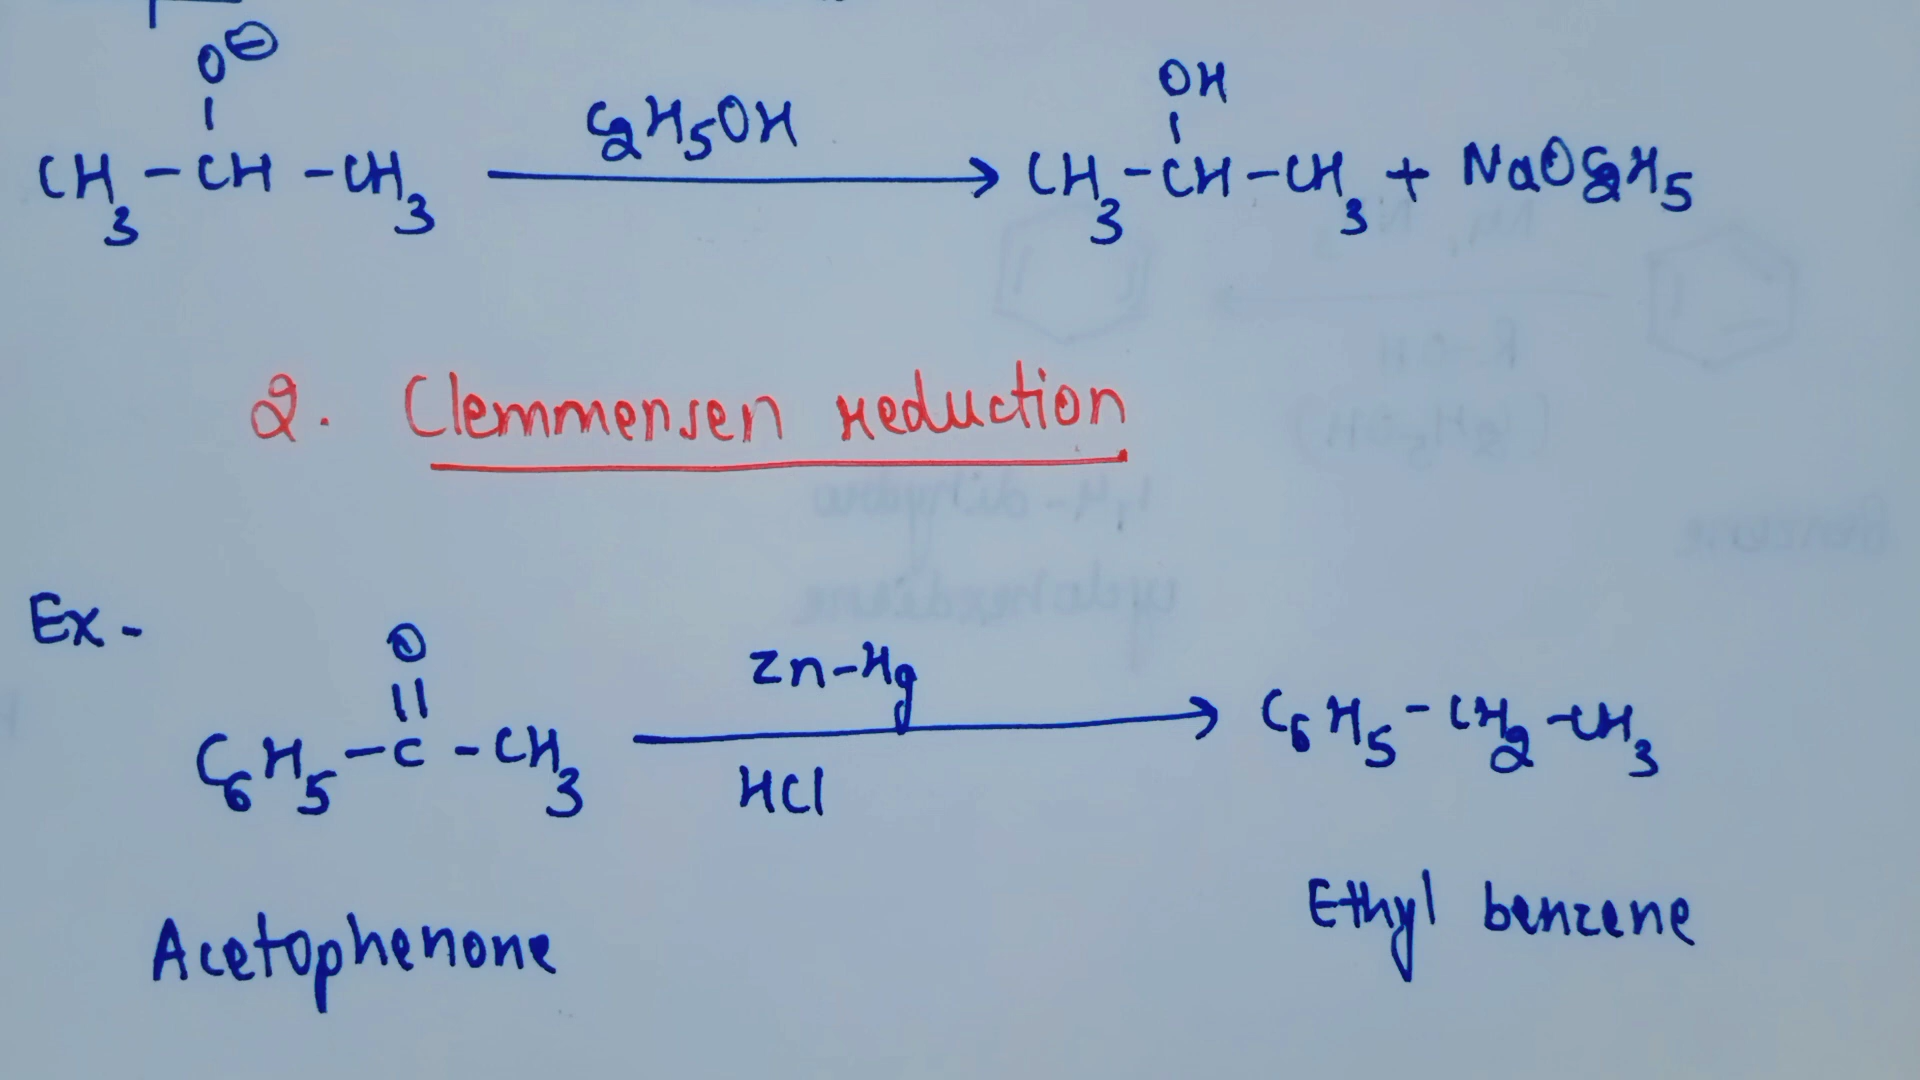 O⊖
CH3 - CH - CH3 C2H5OH → OH
CH3 - CH - CH3 + NaOC2H5
2. Clemmensen reduction
Ex -
O
||
C6H5 - C - CH3 Zn-Hg → C6H5 - CH2 - CH3
HCl
Acetophenone Ethyl benzene